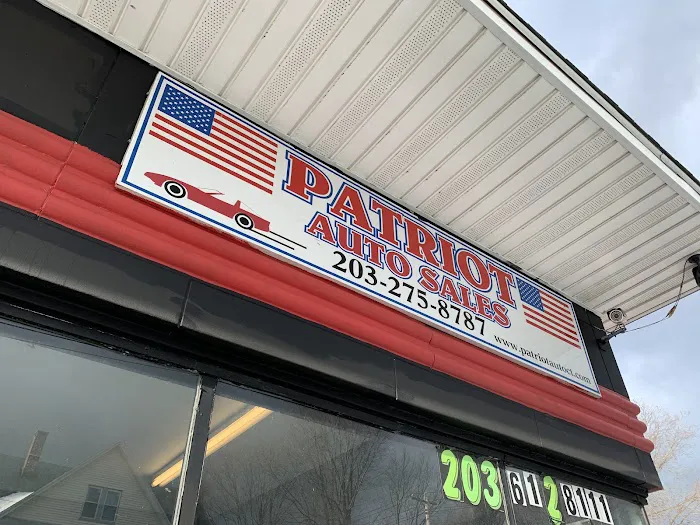 PATRIOT
AUTO SALES
203-275-8787
www.patriotautoct.com
203 612 8111